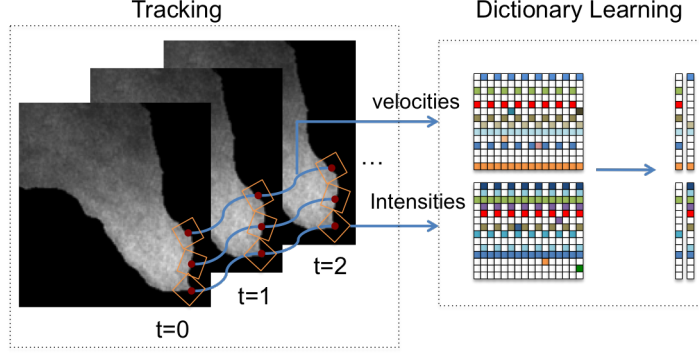 Tracking
Dictionary Learning
velocities
...
Intensities
t=2
t=1
t=0